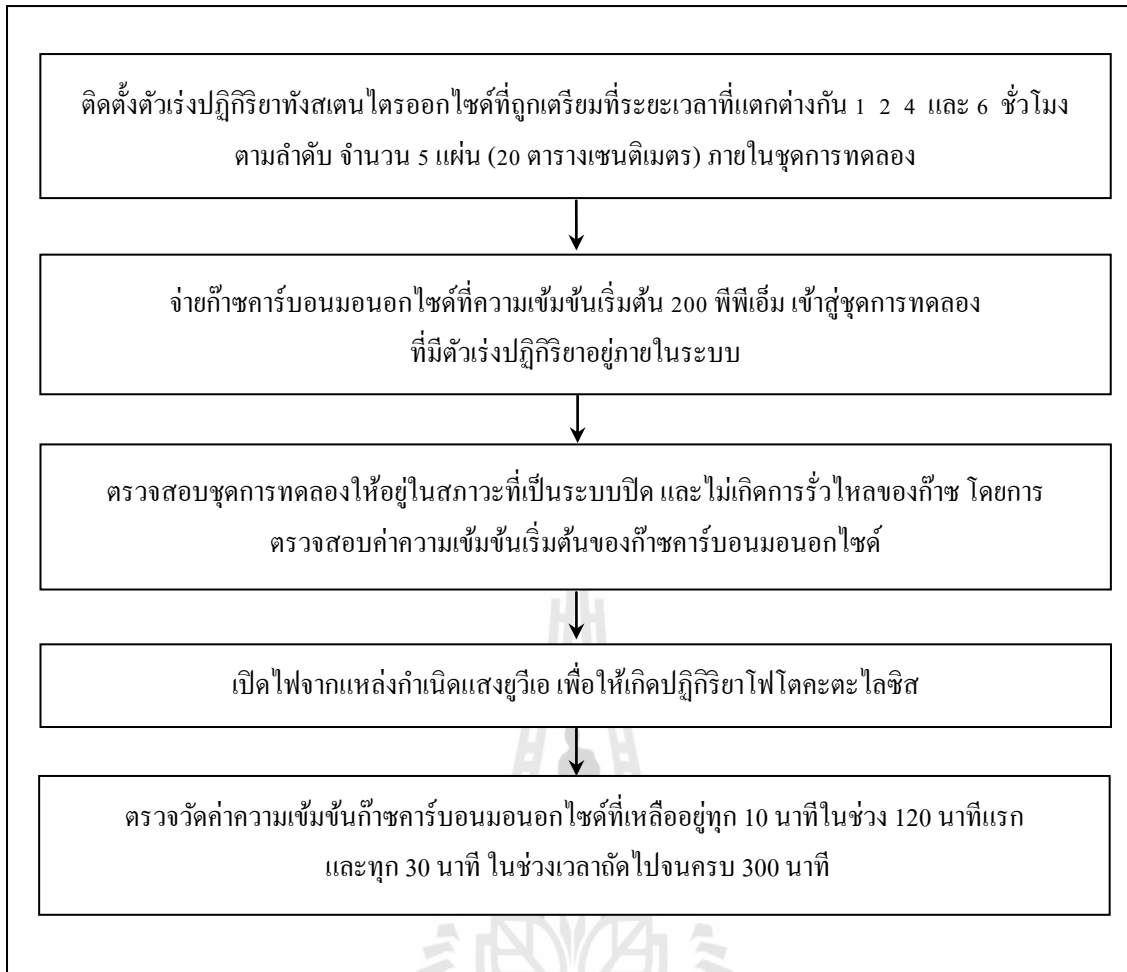 ติดตั้งตัวเร่งปฏิกิริยาทังสเตนไตรออกไซด์ที่ถูกเตรียมที่ระยะเวลาที่แตกต่างกัน 1 2 4 และ 6 ชั่วโมง
ตามลำดับ จำนวน 5 แผ่น (20 ตารางเซนติเมตร) ภายในชุดการทดลอง
จ่ายก๊าซคาร์บอนมอนอกไซด์ที่ความเข้มข้นเริ่มต้น 200 พีพีเอ็ม เข้าสู่ชุดการทดลอง
ที่มีตัวเร่งปฏิกิริยาอยู่ภายในระบบ
ตรวจสอบชุดการทดลองให้อยู่ในสภาวะที่เป็นระบบปิด และไม่เกิดการรั่วไหลของก๊าซ โดยการ
ตรวจสอบค่าความเข้มข้นเริ่มต้นของก๊าซคาร์บอนมอนอกไซด์
เปิดไฟจากแหล่งกำเนิดแสงยูวีเอ เพื่อให้เกิดปฏิกิริยาโฟโตคะตะไลซิส
ตรวจวัดค่าความเข้มข้นก๊าซคาร์บอนมอนอกไซด์ที่เหลืออยู่ทุก 10 นาทีในช่วง 120 นาทีแรก
และทุก 30 นาที ในช่วงเวลาถัดไปจนครบ 300 นาที